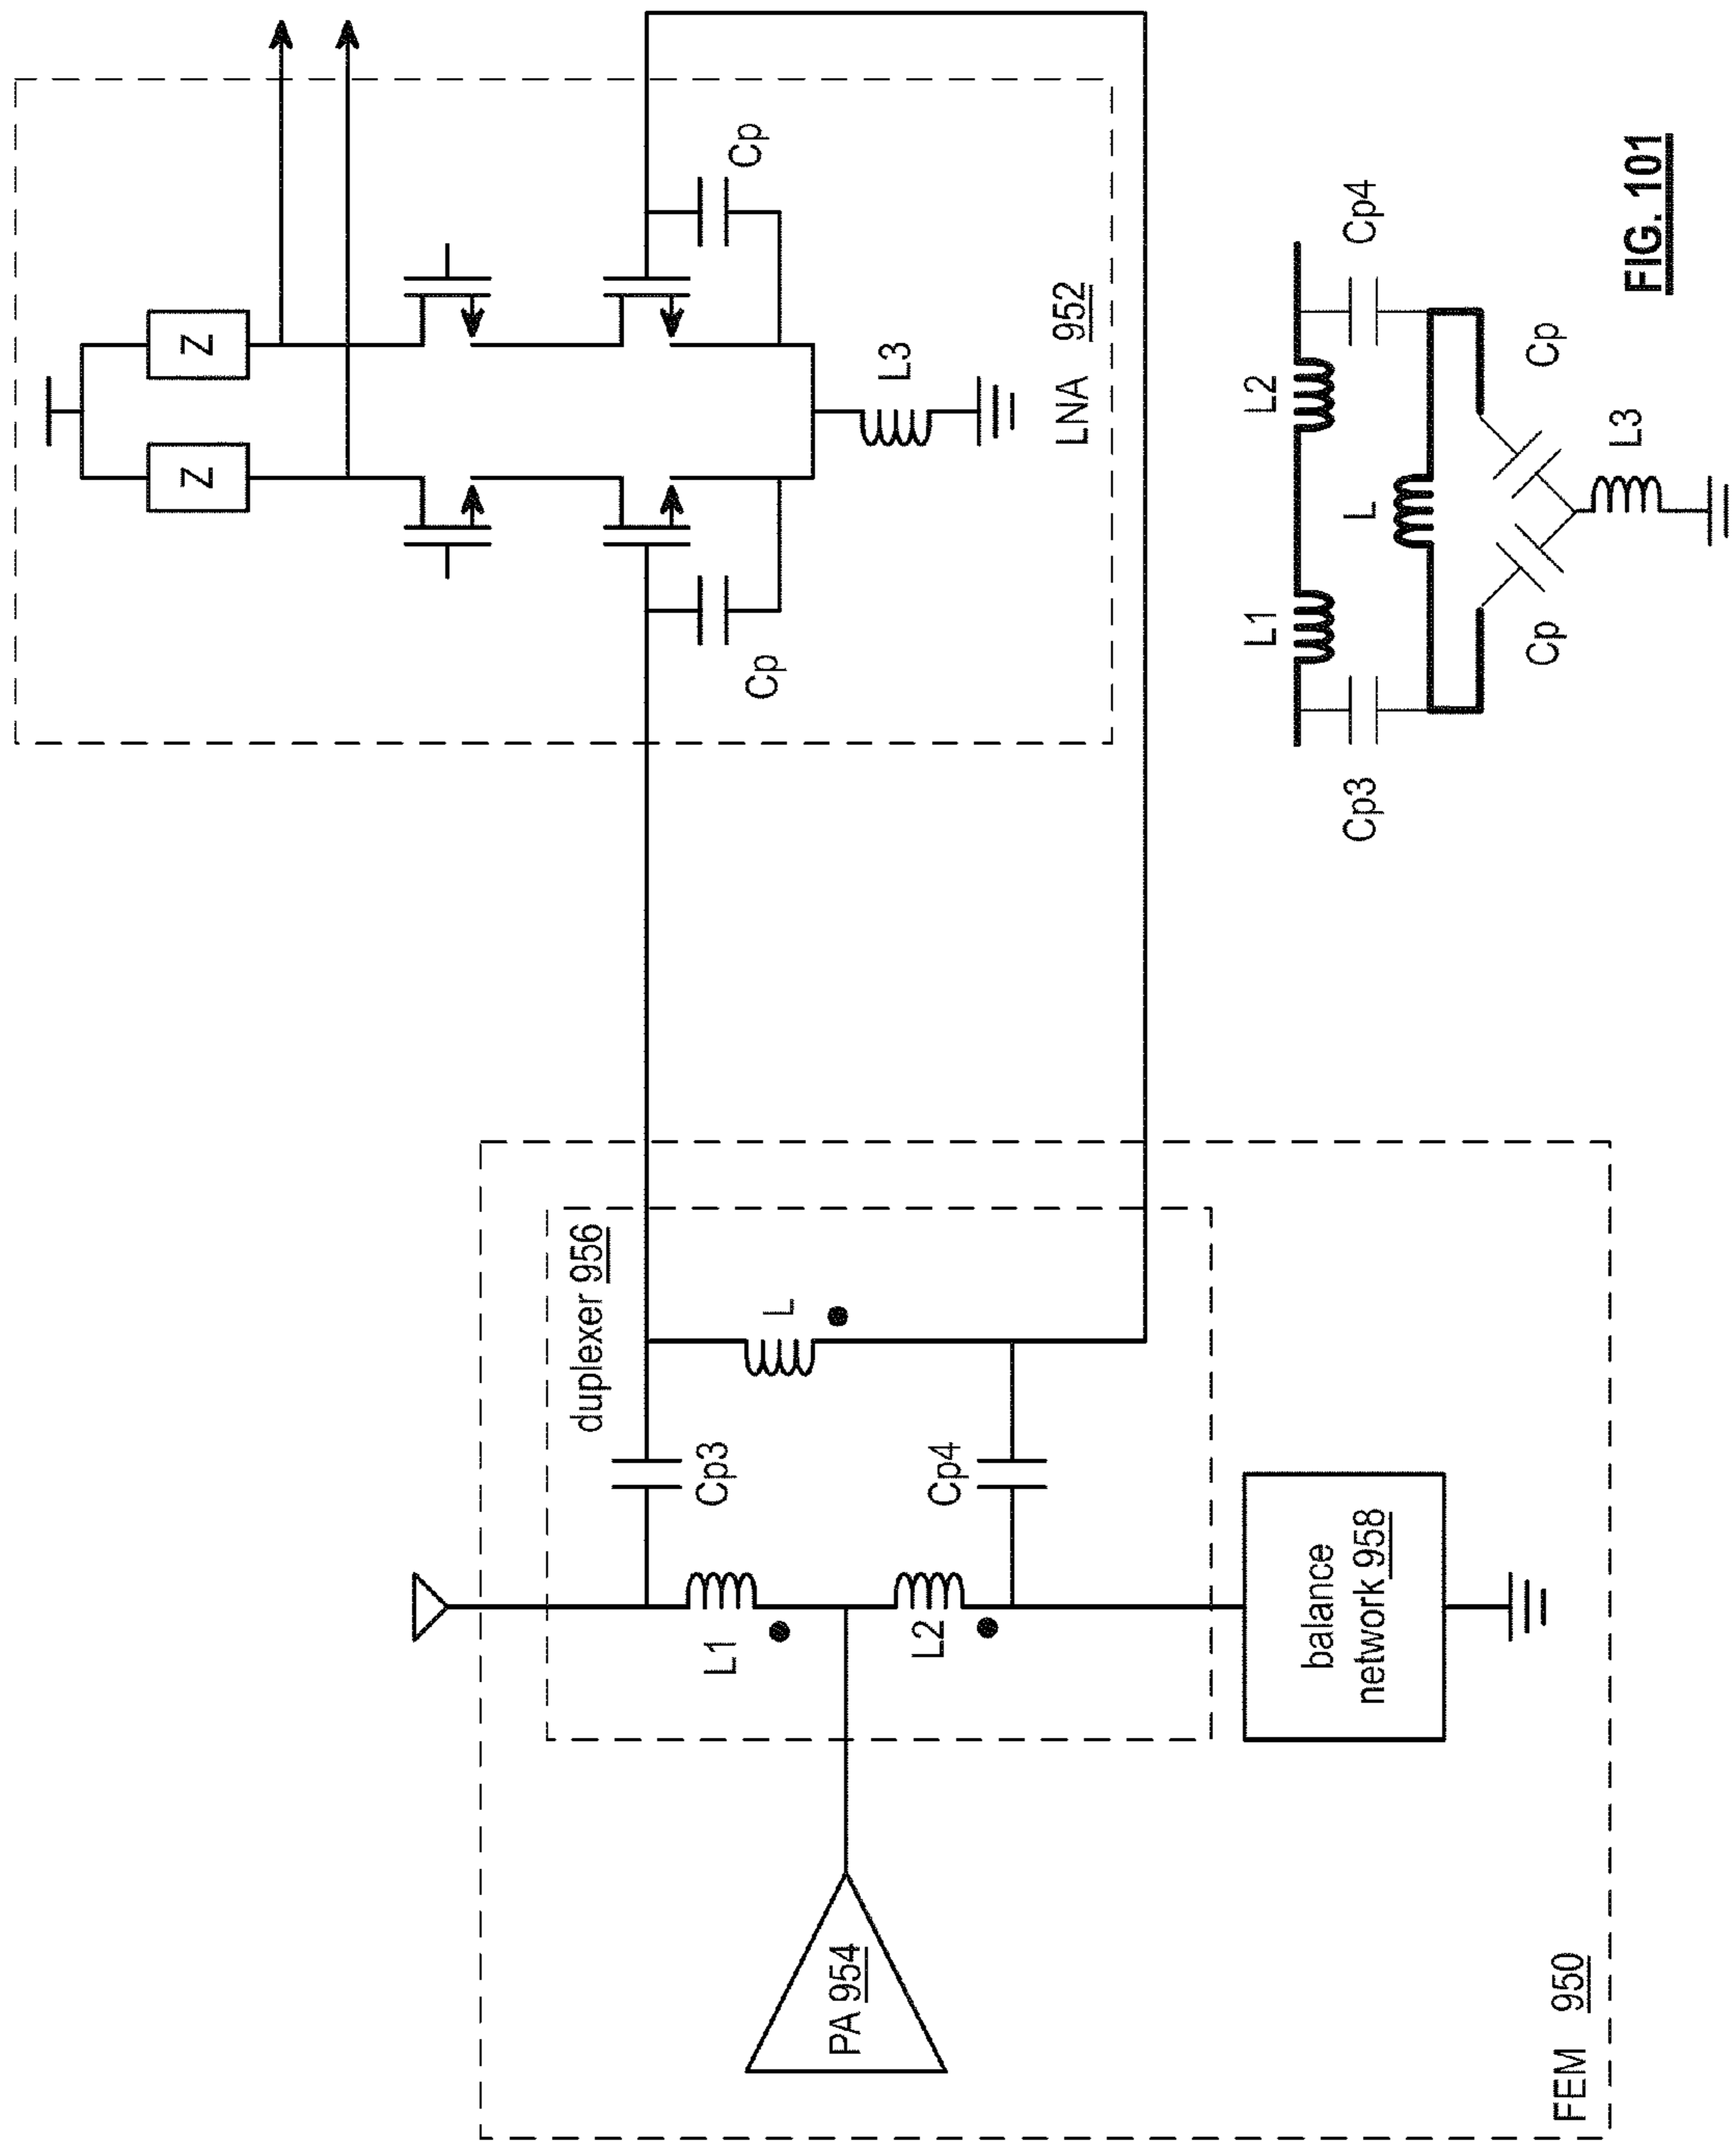 FEM 950
PA 954
duplexer 956
L1
L2
Cp3
Cp4
L
balance
network 958
LNA 952
Z
Z
Cp
Cp
L3
L1
L2
Cp3
Cp4
L
Cp
Cp
L3
FIG. 101